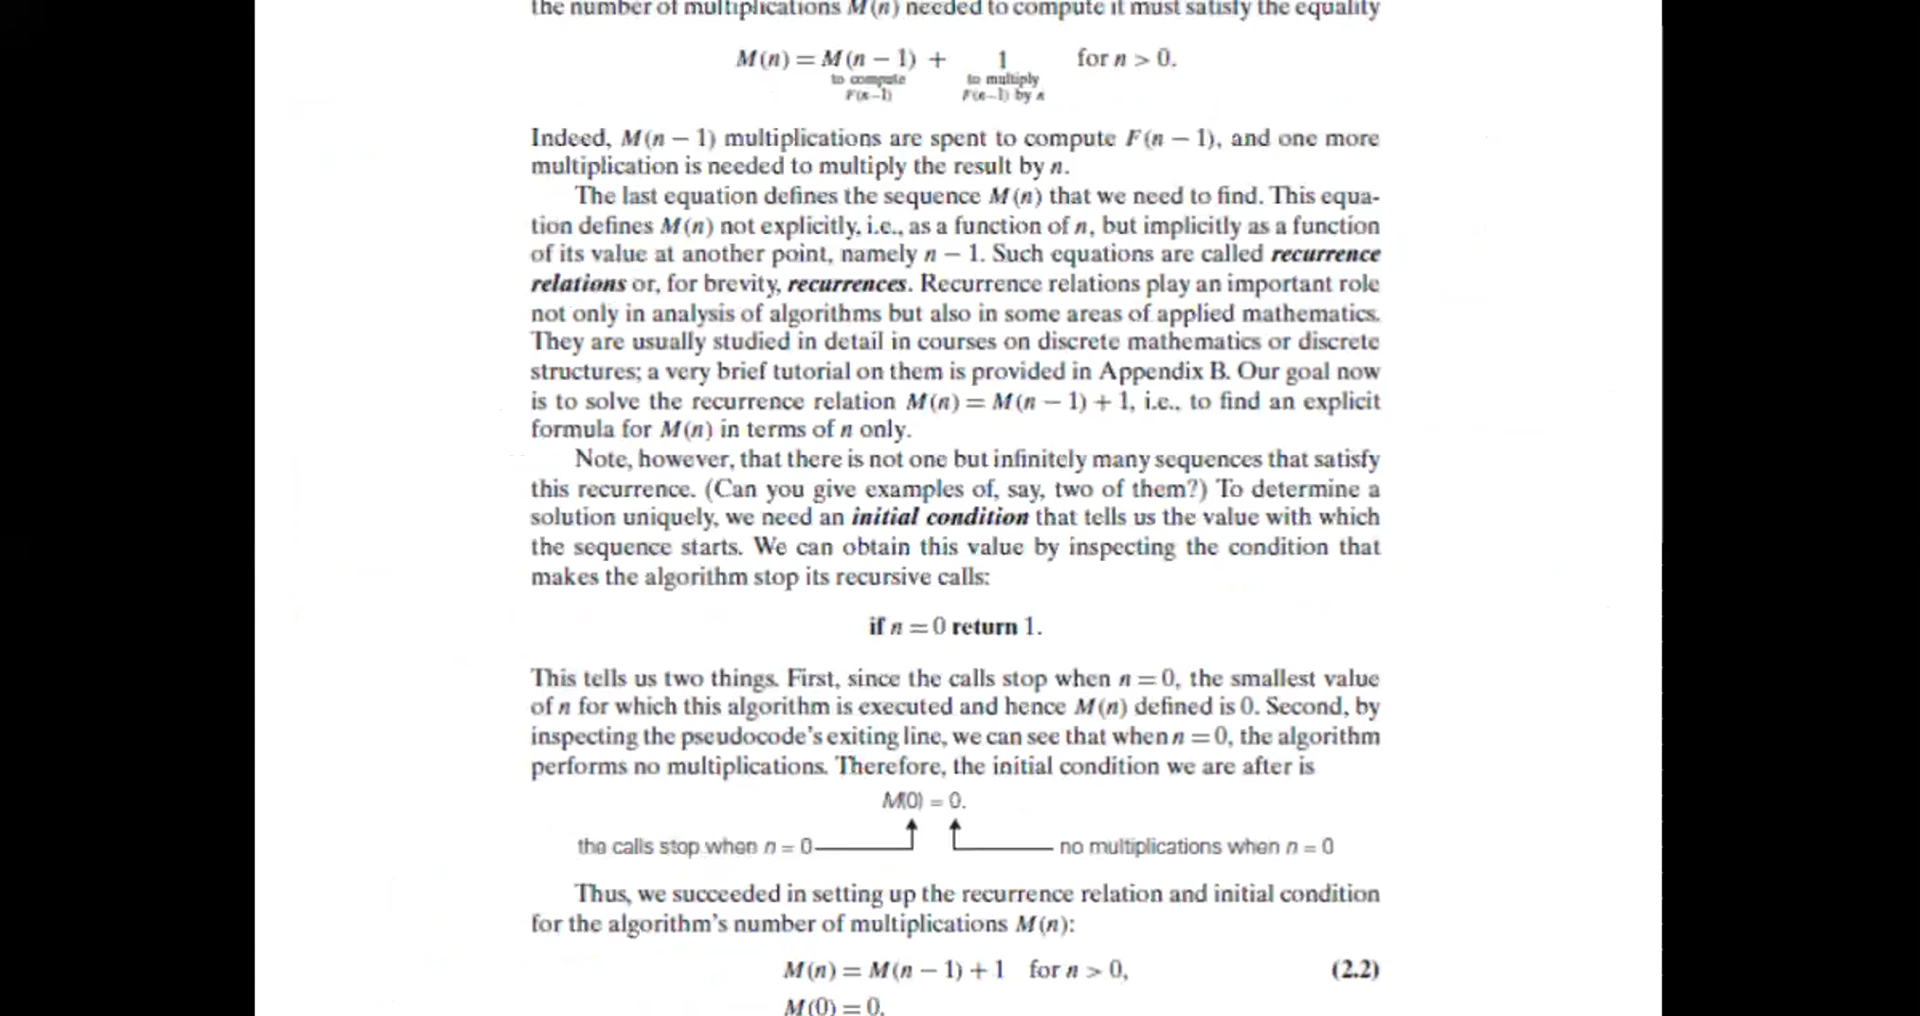 the number of multiplications M(n) needed to compute it must satisfy the equality
M(n) = M(n − 1) + 1 for n > 0.
to compute to multiply
F(n−1) F(n−1) by n
Indeed, M(n − 1) multiplications are spent to compute F(n − 1), and one more
multiplication is needed to multiply the result by n.
The last equation defines the sequence M(n) that we need to find. This equa-
tion defines M(n) not explicitly, i.e., as a function of n, but implicitly as a function
of its value at another point, namely n − 1. Such equations are called recurrence
relations or, for brevity, recurrences. Recurrence relations play an important role
not only in analysis of algorithms but also in some areas of applied mathematics.
They are usually studied in detail in courses on discrete mathematics or discrete
structures; a very brief tutorial on them is provided in Appendix B. Our goal now
is to solve the recurrence relation M(n) = M(n − 1) + 1, i.e., to find an explicit
formula for M(n) in terms of n only.
Note, however, that there is not one but infinitely many sequences that satisfy
this recurrence. (Can you give examples of, say, two of them?) To determine a
solution uniquely, we need an initial condition that tells us the value with which
the sequence starts. We can obtain this value by inspecting the condition that
makes the algorithm stop its recursive calls:
if n = 0 return 1.
This tells us two things. First, since the calls stop when n = 0, the smallest value
of n for which this algorithm is executed and hence M(n) defined is 0. Second, by
inspecting the pseudocode's exiting line, we can see that when n = 0, the algorithm
performs no multiplications. Therefore, the initial condition we are after is
M(0) = 0.
the calls stop when n = 0 no multiplications when n = 0
Thus, we succeeded in setting up the recurrence relation and initial condition
for the algorithm's number of multiplications M(n):
M(n) = M(n − 1) + 1 for n > 0, (2.2)
M(0) = 0.